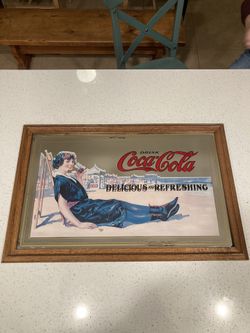 DRINK
Coca-Cola
DELICIOUS AND REFRESHING